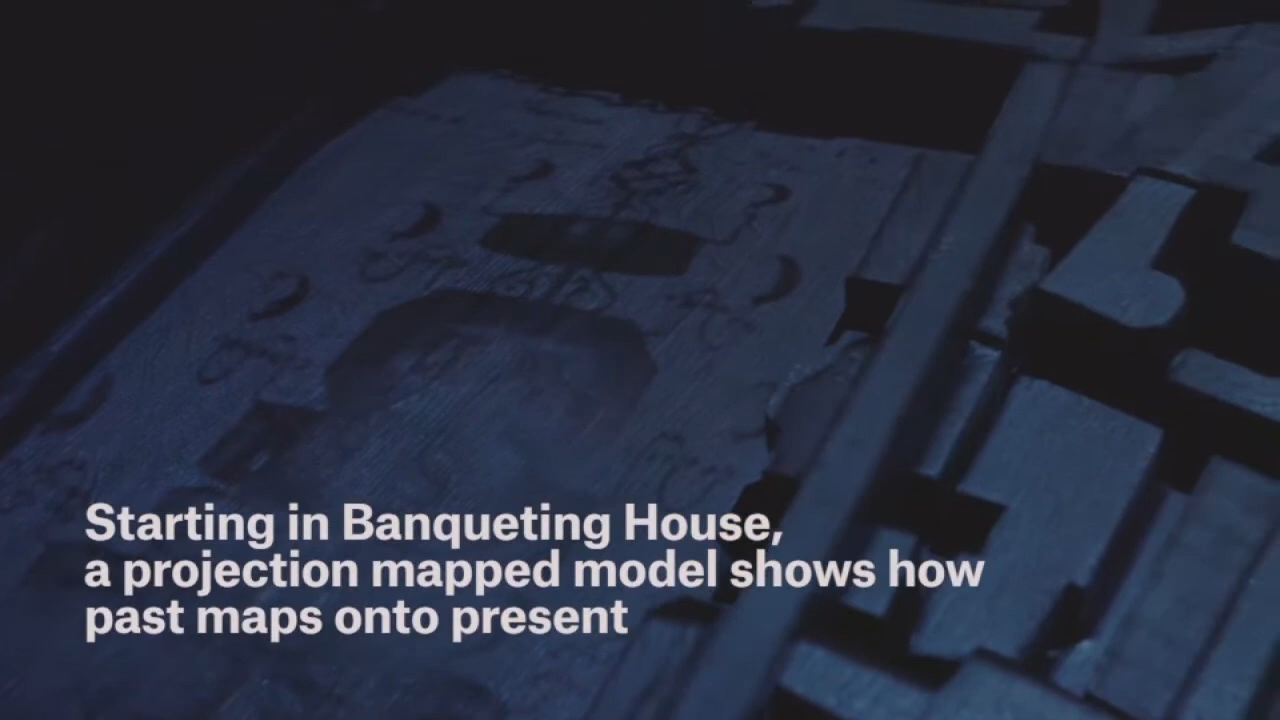 Starting in Banqueting House,
a projection mapped model shows how
past maps onto present